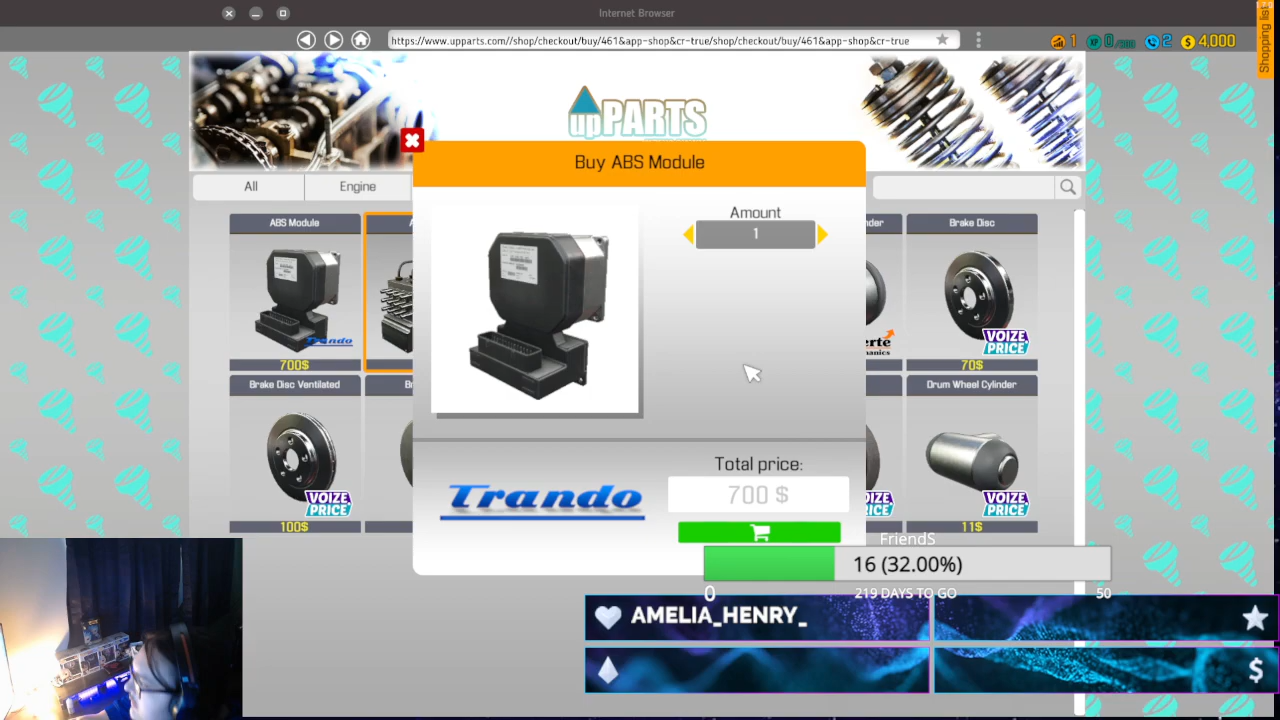 Internet Browser
https://www.upparts.com//shop/checkout/buy/461&app-shop&cr-true/shop/checkout/buy/461&app-shop&cr-true
1
2
4,000
Shopping list
upPARTS
Buy ABS Module
All
Engine
Amount
1
ABS Module
Trando
700$
Brake Disc
VOIZE PRICE
70$
Brake Disc Ventilated
VOIZE PRICE
100$
Drum Wheel Cylinder
VOIZE PRICE
11$
Trando
Total price:
700 $
FriendS
16 (32.00%)
0
219 DAYS TO GO
50
AMELIA_HENRY_
$